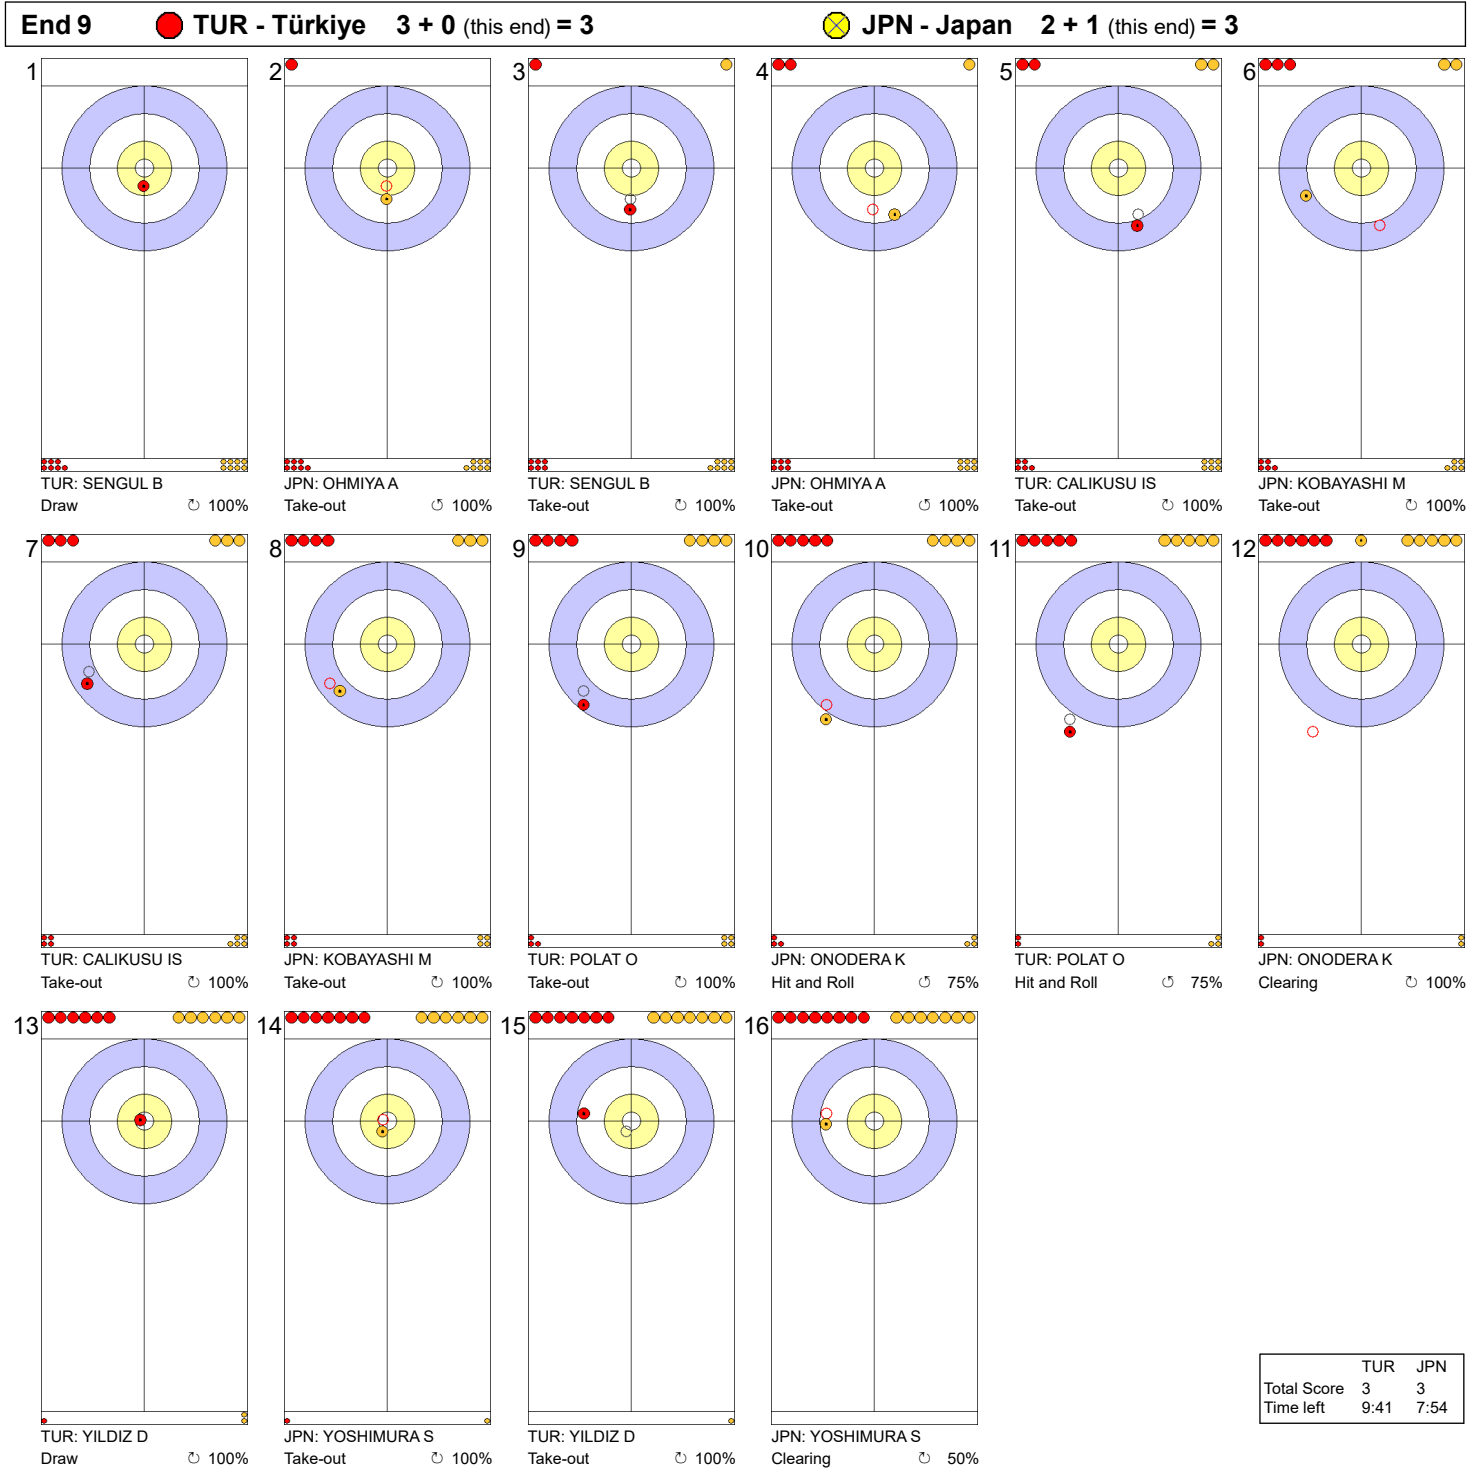 End 9 TUR - Türkiye 3 + 0 (this end) = 3 JPN - Japan 2 + 1 (this end) = 3
1 2 3 4 5 6
TUR: SENGUL B JPN: OHMIYA A TUR: SENGUL B JPN: OHMIYA A TUR: CALIKUSU IS JPN: KOBAYASHI M
Draw ↻ 100% Take-out ↺ 100% Take-out ↻ 100% Take-out ↺ 100% Take-out ↻ 100% Take-out ↻ 100%
7 8 9 10 11 12
TUR: CALIKUSU IS JPN: KOBAYASHI M TUR: POLAT O JPN: ONODERA K TUR: POLAT O JPN: ONODERA K
Take-out ↻ 100% Take-out ↻ 100% Take-out ↻ 100% Hit and Roll ↺ 75% Hit and Roll ↺ 75% Clearing ↻ 100%
13 14 15 16
TUR JPN
Total Score 3 3
Time left 9:41 7:54
TUR: YILDIZ D JPN: YOSHIMURA S TUR: YILDIZ D JPN: YOSHIMURA S
Draw ↻ 100% Take-out ↻ 100% Take-out ↻ 100% Clearing ↻ 50%